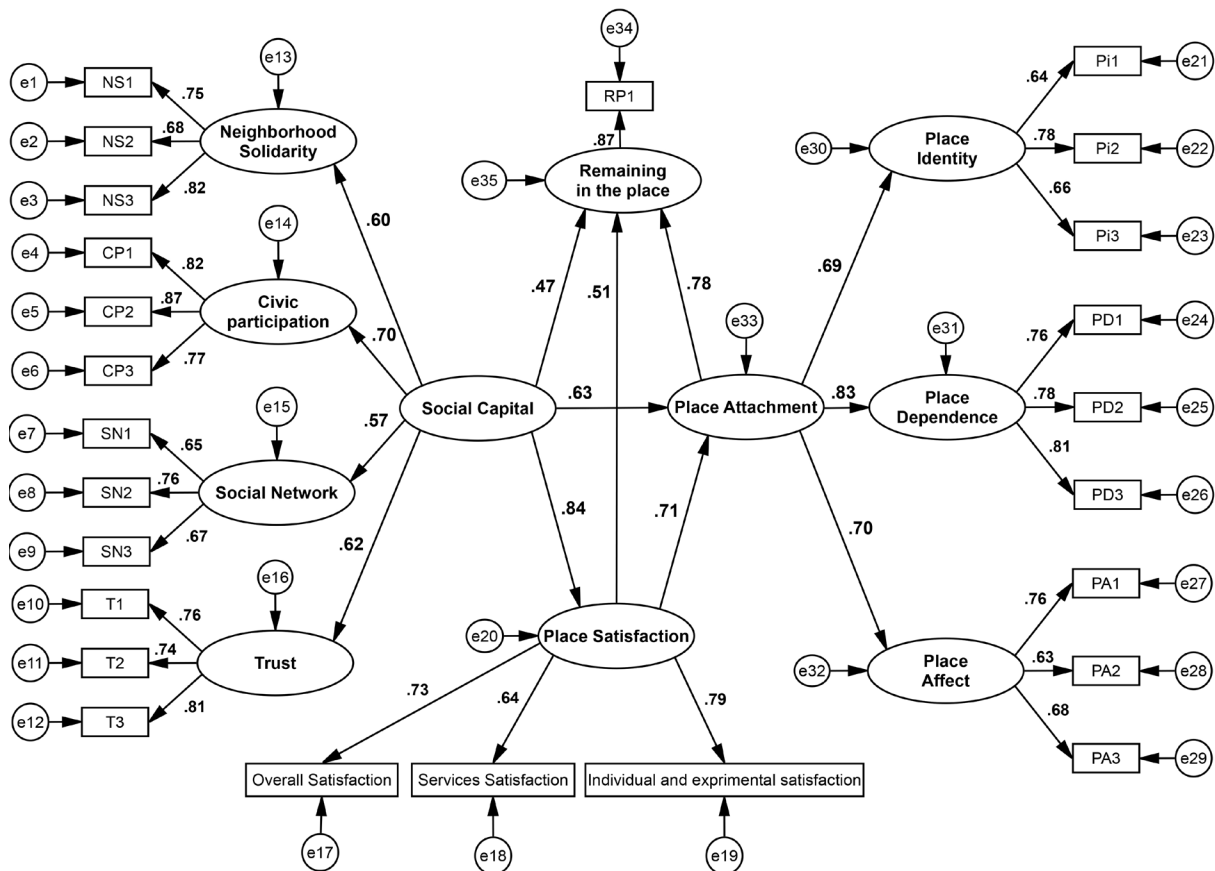 e34
e13
e1
NS1
.75
RP1
Pi1
e21
.64
e2
NS2
.68
Neighborhood
Solidarity
.87
Place
Identity
e30
.78
Pi2
e22
e35
Remaining
in the place
e3
NS3
.82
.66
.60
e14
Pi3
e23
e4
CP1
.82
.69
.47
.51
.78
e5
CP2
.87
Civic
participation
e33
e31
PD1
e24
.76
.70
e6
CP3
.77
Social Capital
.63
Place Attachment
.83
Place
Dependence
.78
PD2
e25
e15
.57
e7
SN1
.65
.81
e8
SN2
.76
Social Network
PD3
e26
.84
.71
e9
SN3
.67
.62
.70
e16
e10
T1
.76
PA1
e27
.76
e20
Place Satisfaction
e11
T2
.74
Trust
e32
Place
Affect
.63
PA2
e28
.73
.64
.79
e12
T3
.81
.68
PA3
e29
Overall Satisfaction
Services Satisfaction
Individual and exprimental satisfaction
e17
e18
e19